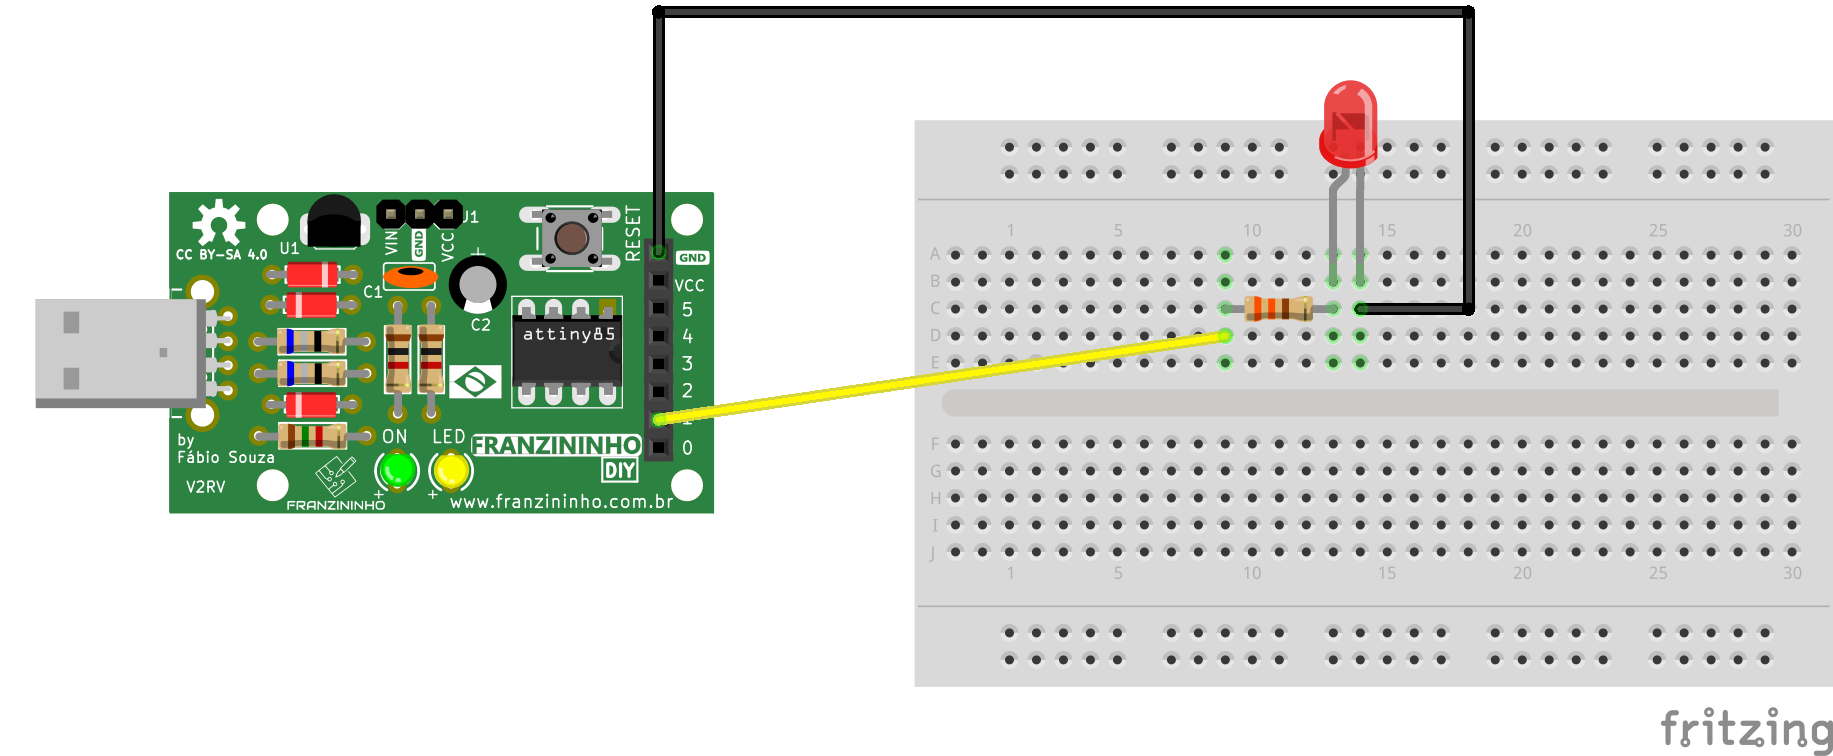 CC BY-SA 4.0
U1
VIN
GND
VCC
J1
RESET
GND
VCC
5
4
3
2
1
0
C1
C2
attiny85
by
Fábio Souza
V2RV
FRANZININHO
ON
LED
+
+
+
FRANZININHO
DIY
www.franzininho.com.br
1 5 10 15 20 25 30
A
B
C
D
E
F
G
H
I
J
1 5 10 15 20 25 30
fritzing